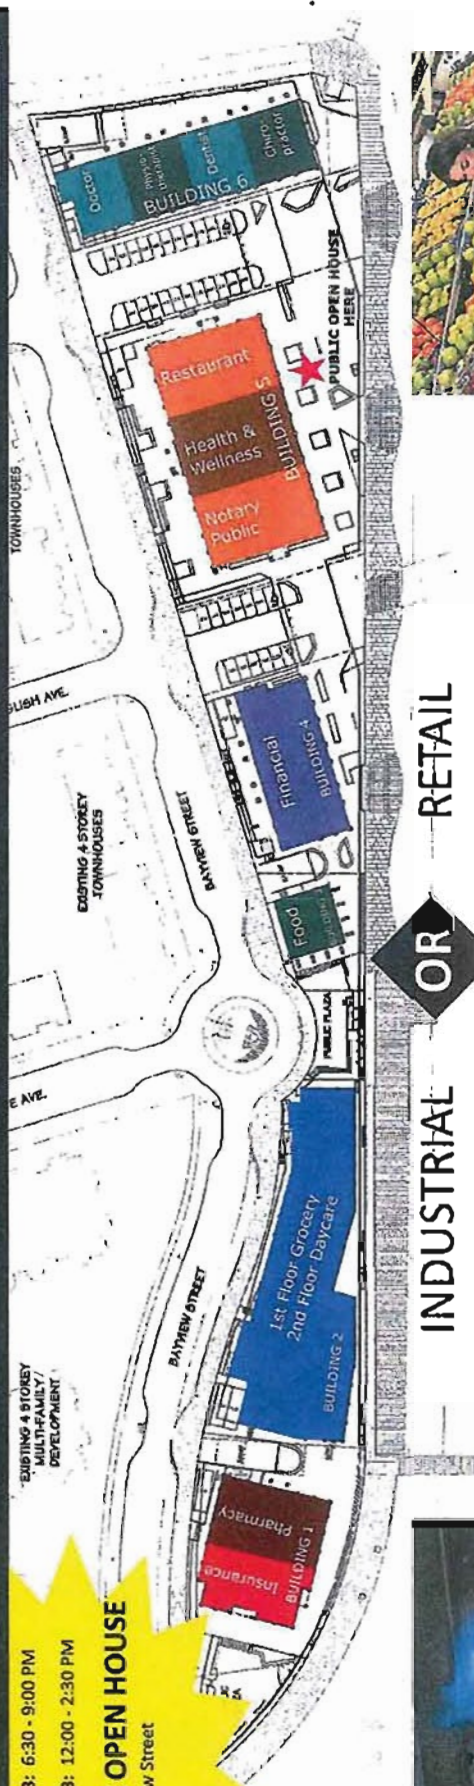 3: 6:30 - 9:00 PM
3: 12:00 - 2:30 PM
OPEN HOUSE
w Street
EXISTING 4 STOREY
MULTI-FAMILY/
DEVELOPMENT
BAYVIEW STREET
E AVE.
EXISTING 4 STOREY
TOWNHOUSES
BAYVIEW STREET
GLISH AVE.
TOWNHOUSES
Insurance
Pharmacy
BUILDING 1
1st Floor Grocery
2nd Floor Daycare
BUILDING 2
PUBLIC PLAZA
Food
Financial
BUILDING 4
Notary
Public
Health &
Wellness
Restaurant
BUILDING 5
PUBLIC OPEN HOUSE
HERE
Doctor
Dentist
Chiro-
practor
BUILDING 6
INDUSTRIAL
OR
RETAIL